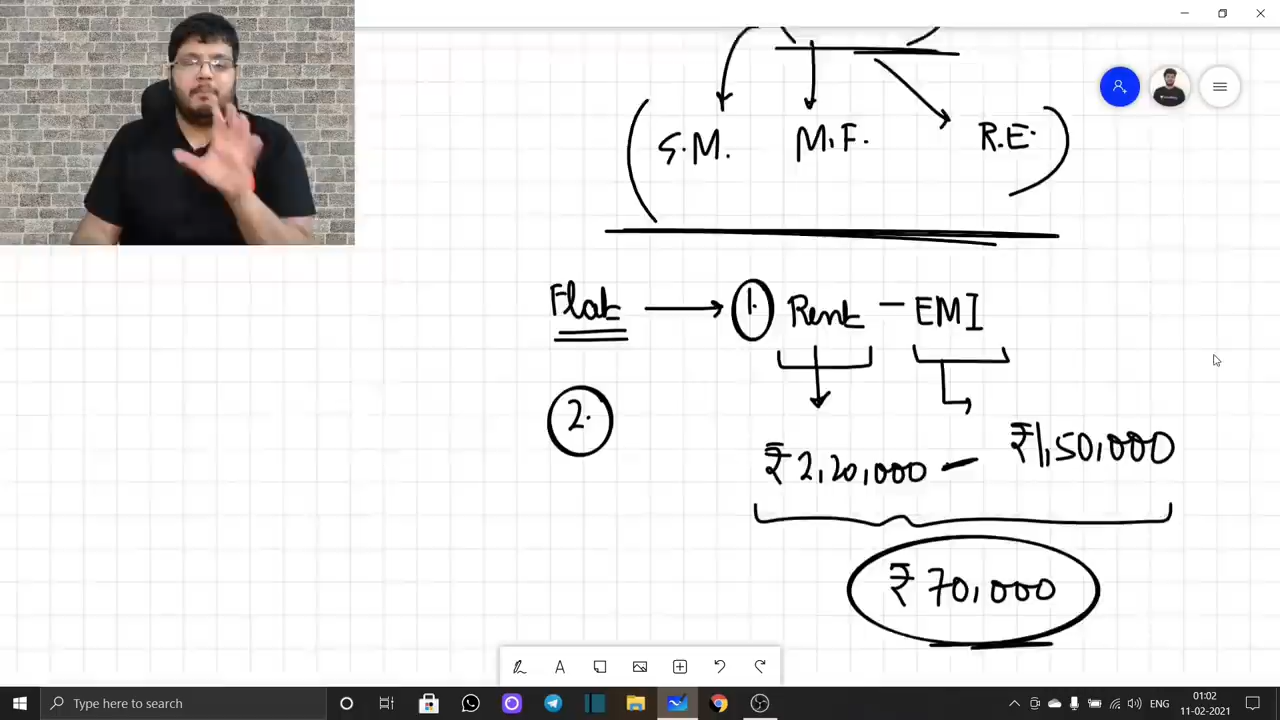 S.M. M.F. R.E.
Flat → 1. Rent - EMI
2.
₹2,20,000 - ₹1,50,000
₹70,000
Type here to search
ENG
01:02
11-02-2021